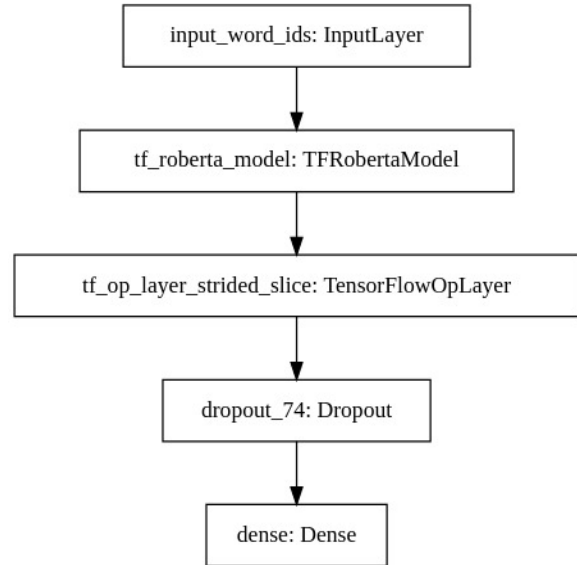 input_word_ids: InputLayer
tf_roberta_model: TFRobertaModel
tf_op_layer_strided_slice: TensorFlowOpLayer
dropout_74: Dropout
dense: Dense